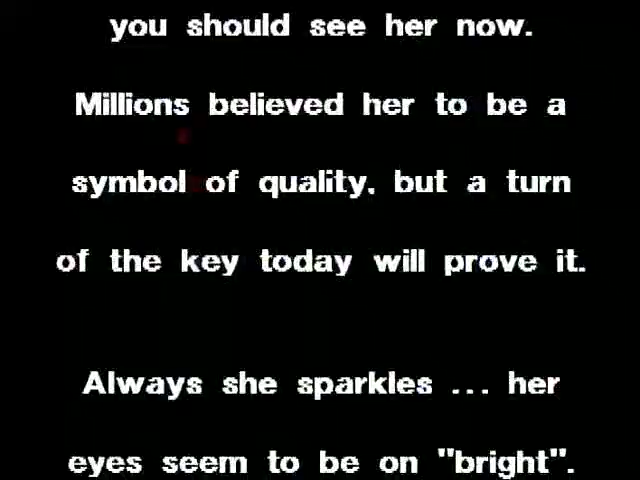 you should see her now.
Millions believed her to be a
symbol of quality, but a turn
of the key today will prove it.
Always she sparkles ... her
eyes seem to be on "bright".